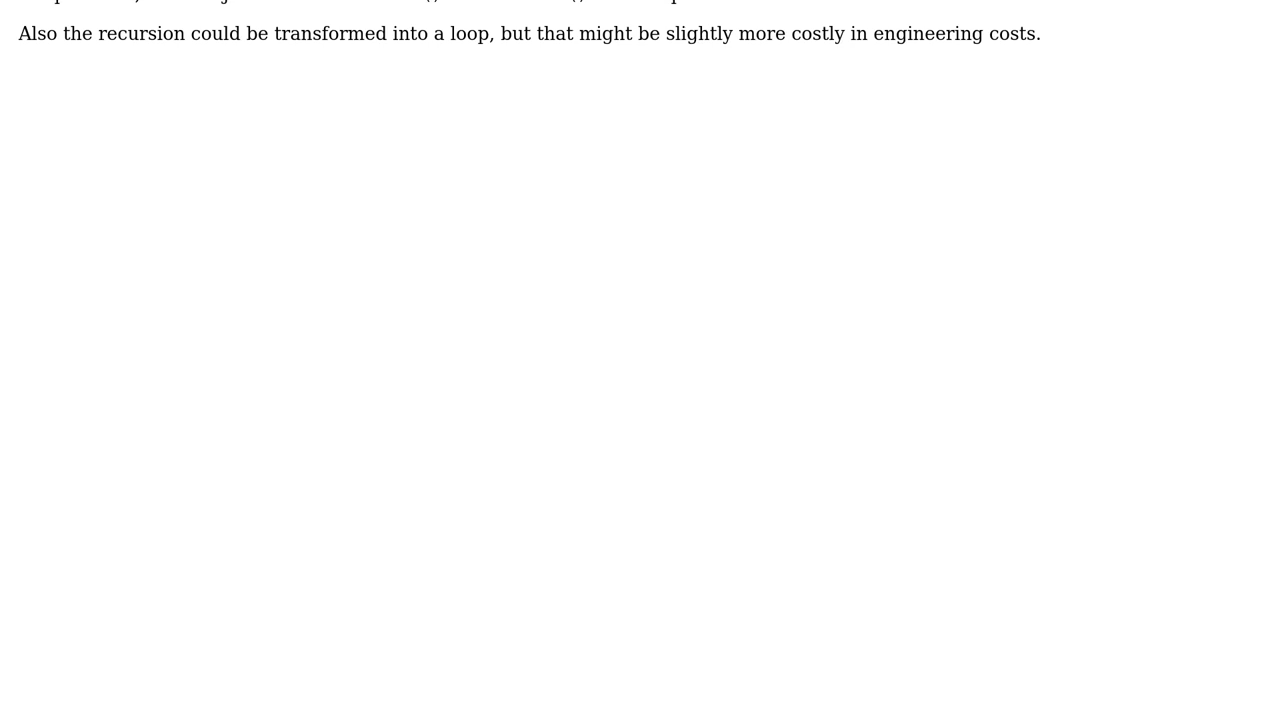 Also the recursion could be transformed into a loop, but that might be slightly more costly in engineering costs.